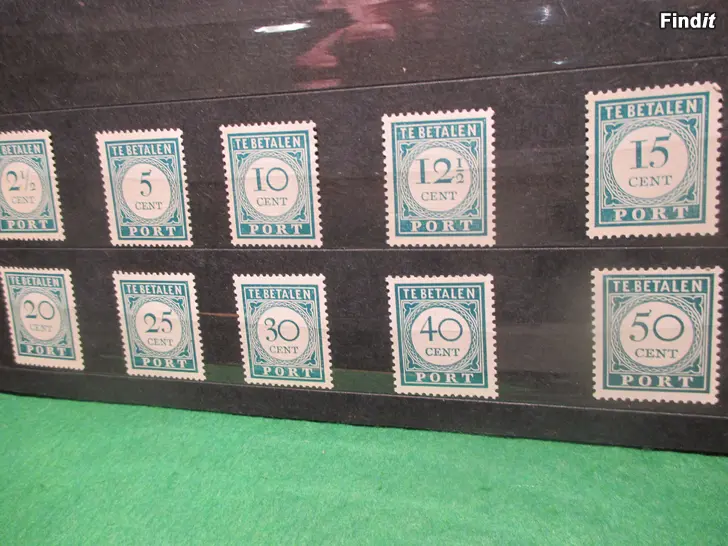 Findit
BETALEN
2½
CENT
PORT
TE BETALEN
5
CENT
PORT
TE BETALEN
10
CENT
PORT
TE BETALEN
12½
CENT
PORT
TE BETALEN
15
CENT
PORT
TE BETALEN
20
CENT
PORT
TE BETALEN
25
CENT
PORT
TE BETALEN
30
CENT
PORT
TE BETALEN
40
CENT
PORT
TE BETALEN
50
CENT
PORT